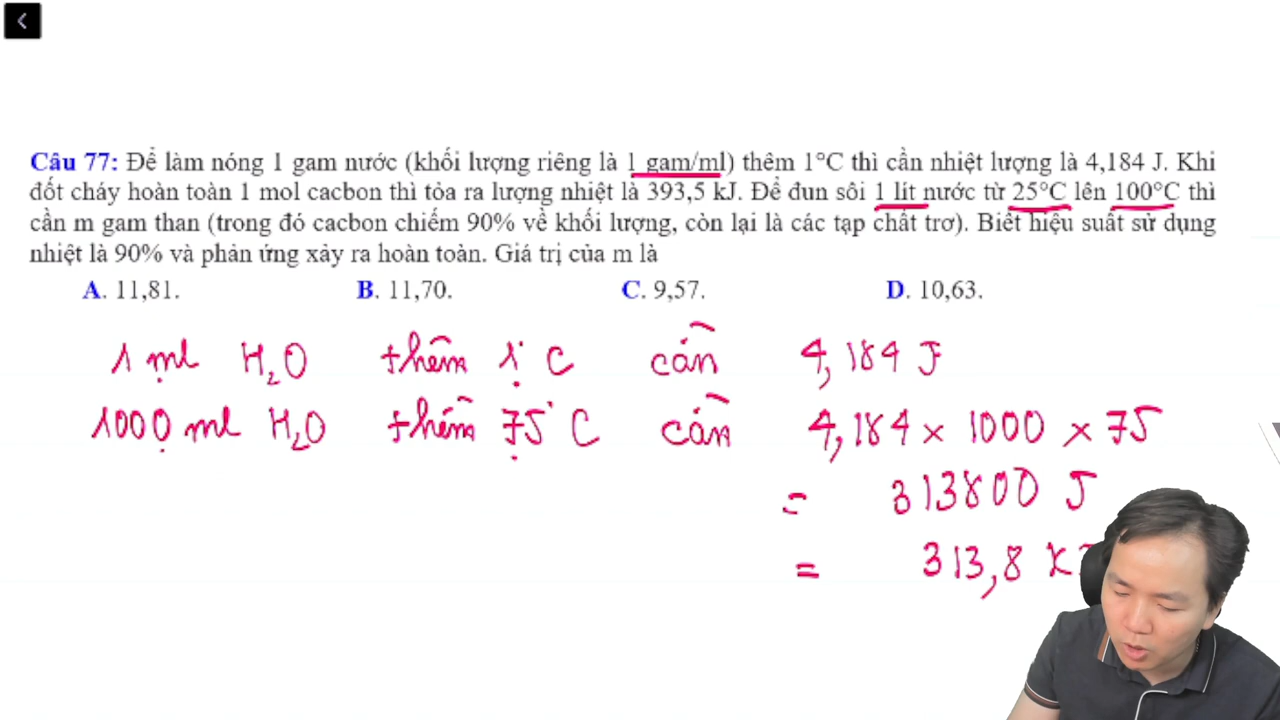 Câu 77: Để làm nóng 1 gam nước (khối lượng riêng là 1 gam/ml) thêm 1°C thì cần nhiệt lượng là 4,184 J. Khi
đốt cháy hoàn toàn 1 mol cacbon thì tỏa ra lượng nhiệt là 393,5 kJ. Để đun sôi 1 lít nước từ 25°C lên 100°C thì
cần m gam than (trong đó cacbon chiếm 90% về khối lượng, còn lại là các tạp chất trơ). Biết hiệu suất sử dụng
nhiệt là 90% và phản ứng xảy ra hoàn toàn. Giá trị của m là
A. 11,81. B. 11,70. C. 9,57. D. 10,63.
1 ml H₂O thêm 1°C cần 4,184 J
1000 ml H₂O thêm 75°C cần 4,184 × 1000 × 75
= 313800 J
= 313,8